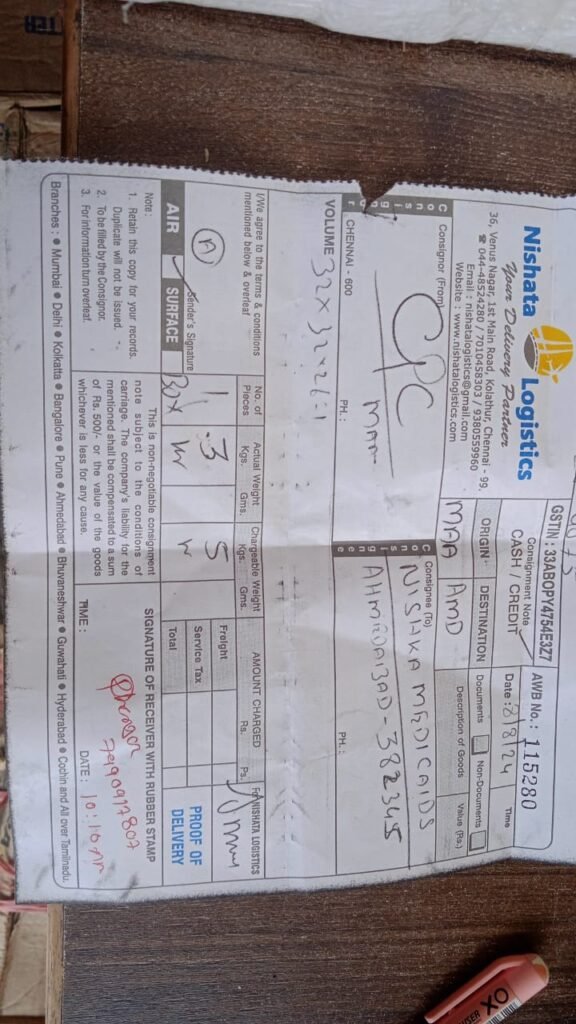 Nishata Logistics
Your Delivery Partner
36, Venus Nagar, 1st Main Road, Kolathur, Chennai - 99.
☎ 044-48524280 / 7010458303 / 9380559960
Email : nishatalogistics@gmail.com
Website : www.nishatalogistics.com
GSTIN : 33ABOPY4754E3Z7
Consignment Note
CASH / CREDIT
AWB No.: 115280
Date : 8/8/24
Time
ORIGIN
DESTINATION
MAA
AMD
Documents
Non-Documents
Description of Goods
Value (Rs.)
Consignor
Consignor (From)
CPC
MAA
CHENNAI - 600
PH. :
Consignee
Consignee (To)
NISHKA MEDICAIDS
AHMEDABAD - 382345
PH. :
VOLUME 32 X 32 X 26 = 1
I/We agree to the terms & conditions
mentioned below & overleaf
Sender's Signature
No. of
Pieces
1
Box
Actual Weight
Kgs.
Gms.
3
Chargeable Weight
Kgs.
Gms.
5
AMOUNT CHARGED
Rs.
Ps.
Freight
Service Tax
Total
For NISHATA LOGISTICS
PROOF OF
DELIVERY
AIR
SURFACE
Note :
1. Retain this copy for your records.
Duplicate will not be issued.
2. To be filled by the Consignor.
3. For information turn overleaf.
This is non-negotiable consignment
note subject to the conditions of
carriage. The company's liability for the
mentioned shall be compensated to a sum
of Rs. 500/- or the value of the goods
whichever is less for any cause.
SIGNATURE OF RECEIVER WITH RUBBER STAMP
7990917807
TIME :
DATE : 10:10
Branches : ● Mumbai ● Delhi ● Kolkatta ● Bangalore ● Pune ● Ahmedabad ● Bhuvaneshwar ● Guwahati ● Hyderabad ● Cochin and All over Tamilnadu.
XO